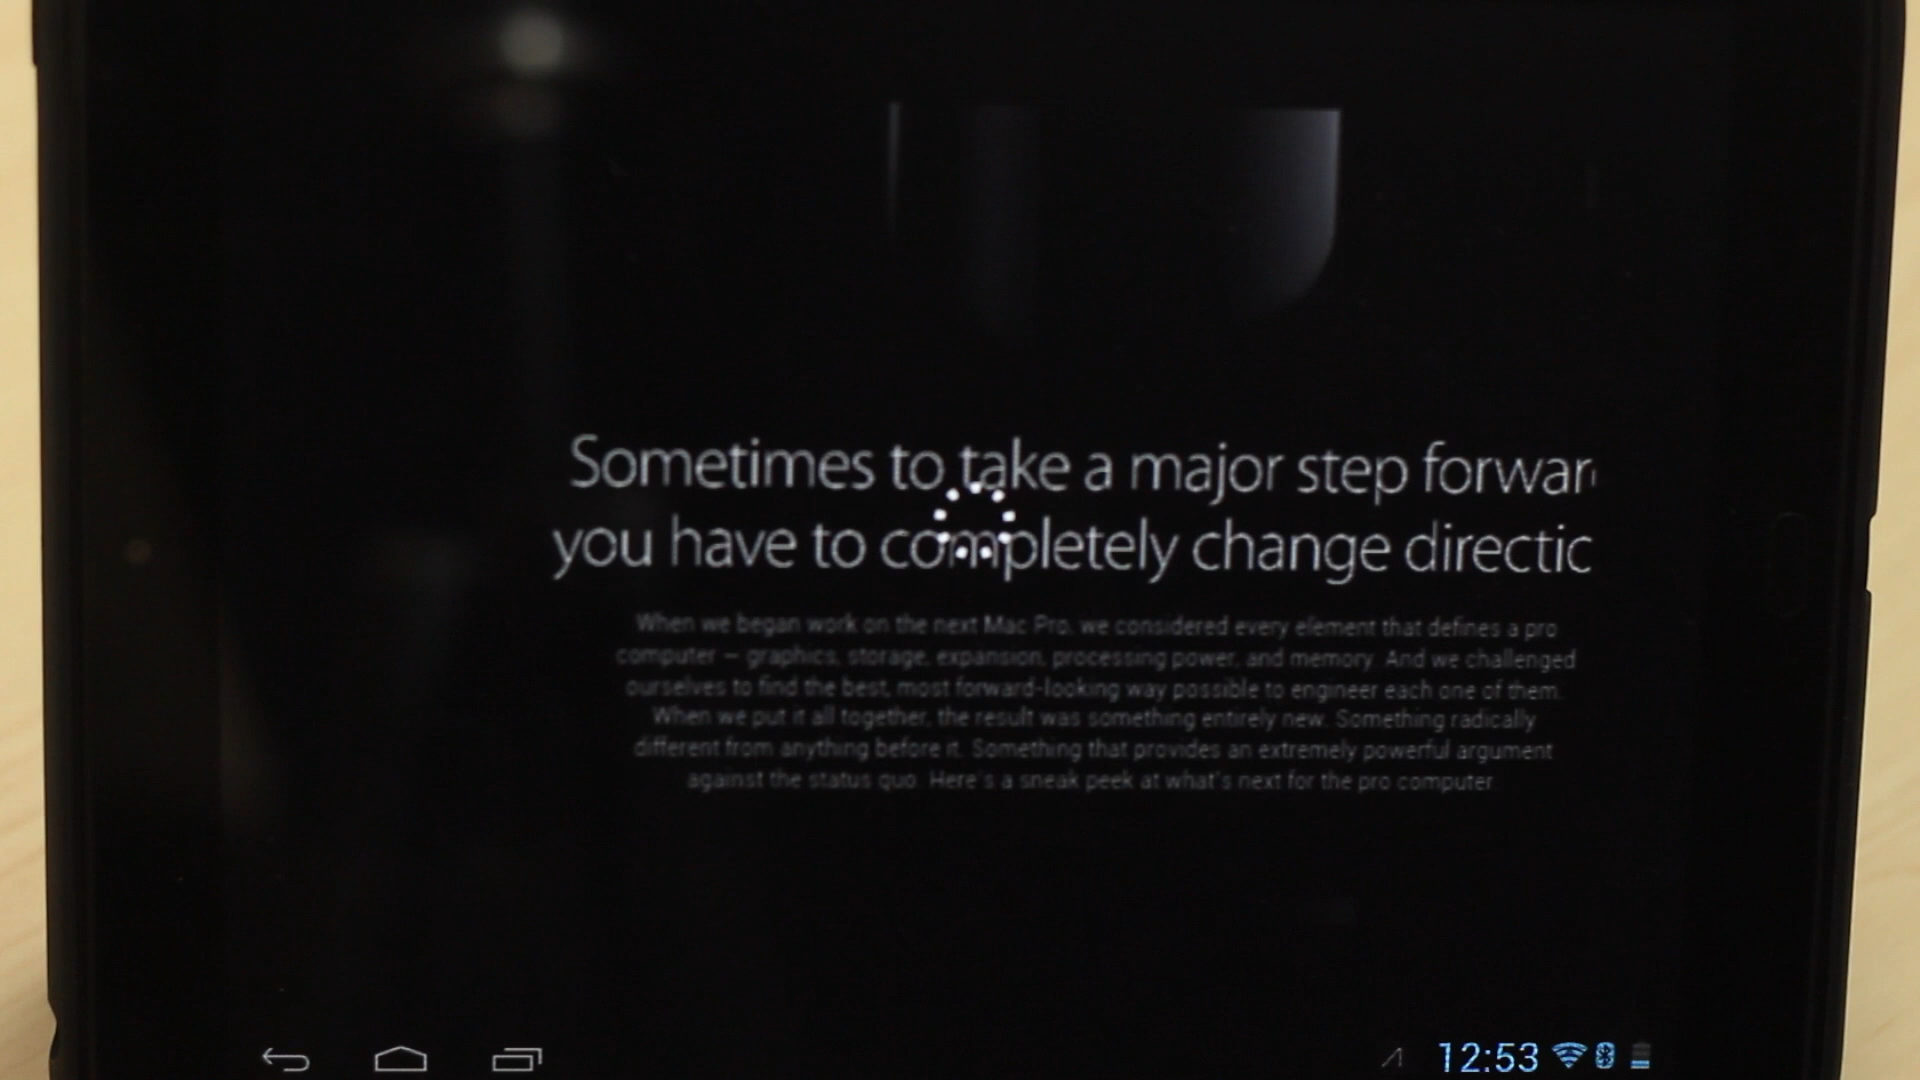 Sometimes to take a major step forwar
you have to completely change directic
When we began work on the next Mac Pro, we considered every element that defines a pro
computer – graphics, storage, expansion, processing power, and memory. And we challenged
ourselves to find the best, most forward-looking way possible to engineer each one of them.
When we put it all together, the result was something entirely new. Something radically
different from anything before it. Something that provides an extremely powerful argument
against the status quo. Here's a sneak peek at what's next for the pro computer.
12:53